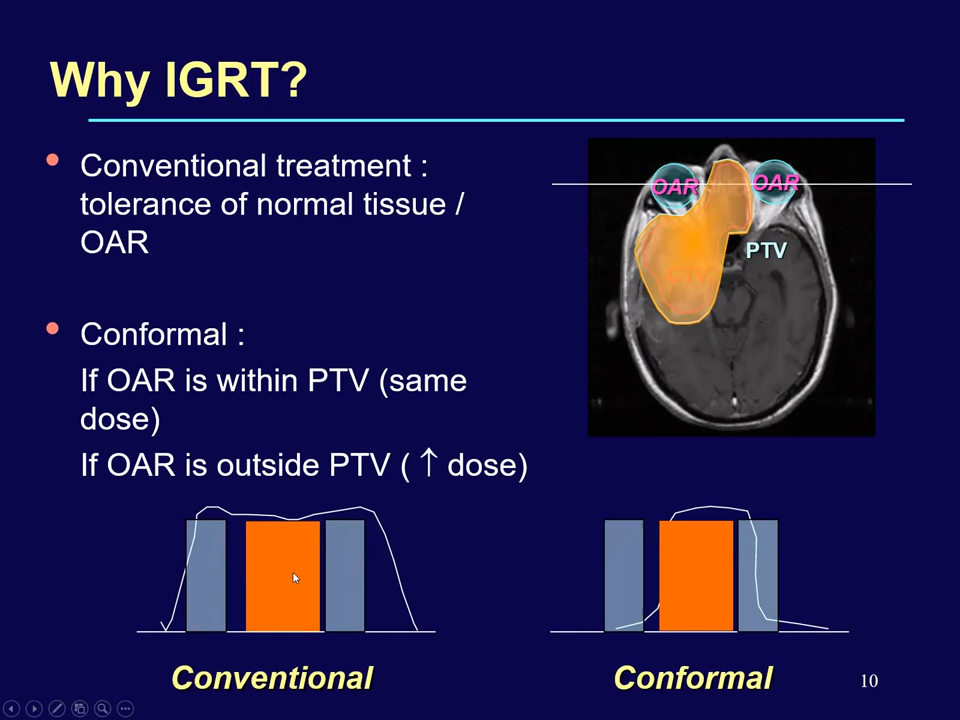 Why IGRT?
• Conventional treatment :
tolerance of normal tissue /
OAR
• Conformal :
If OAR is within PTV (same
dose)
If OAR is outside PTV ( ↑ dose)
OAR
OAR
PTV
Conventional
Conformal
10